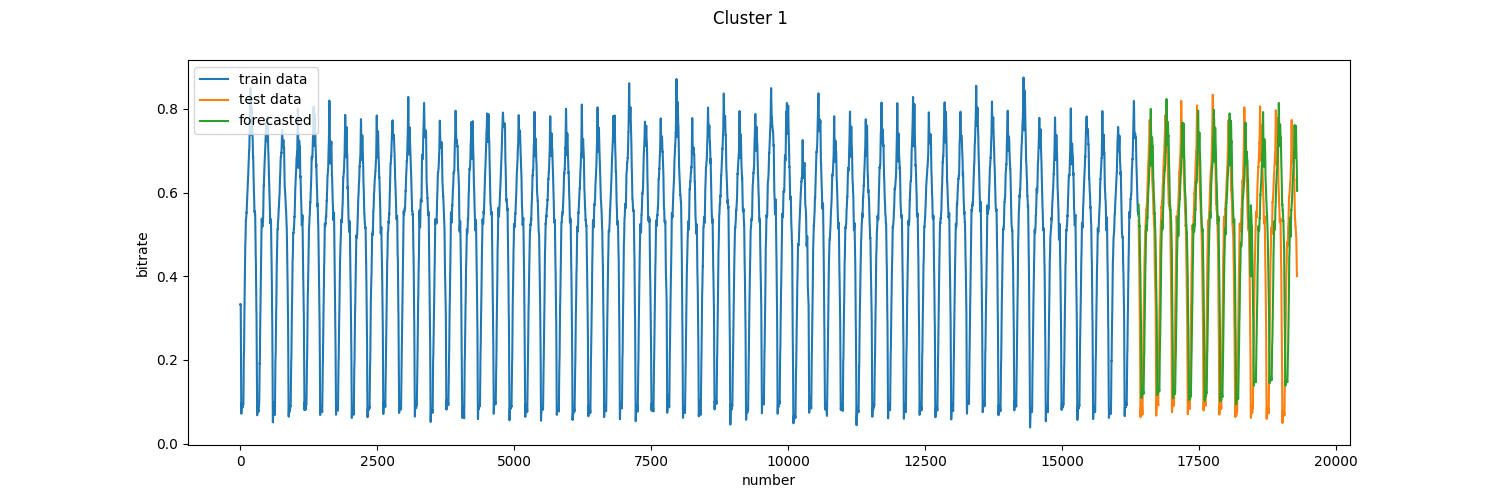 Cluster 1
train data
test data
forecasted
bitrate
0.8
0.6
0.4
0.2
0.0
0 2500 5000 7500 10000 12500 15000 17500 20000
number